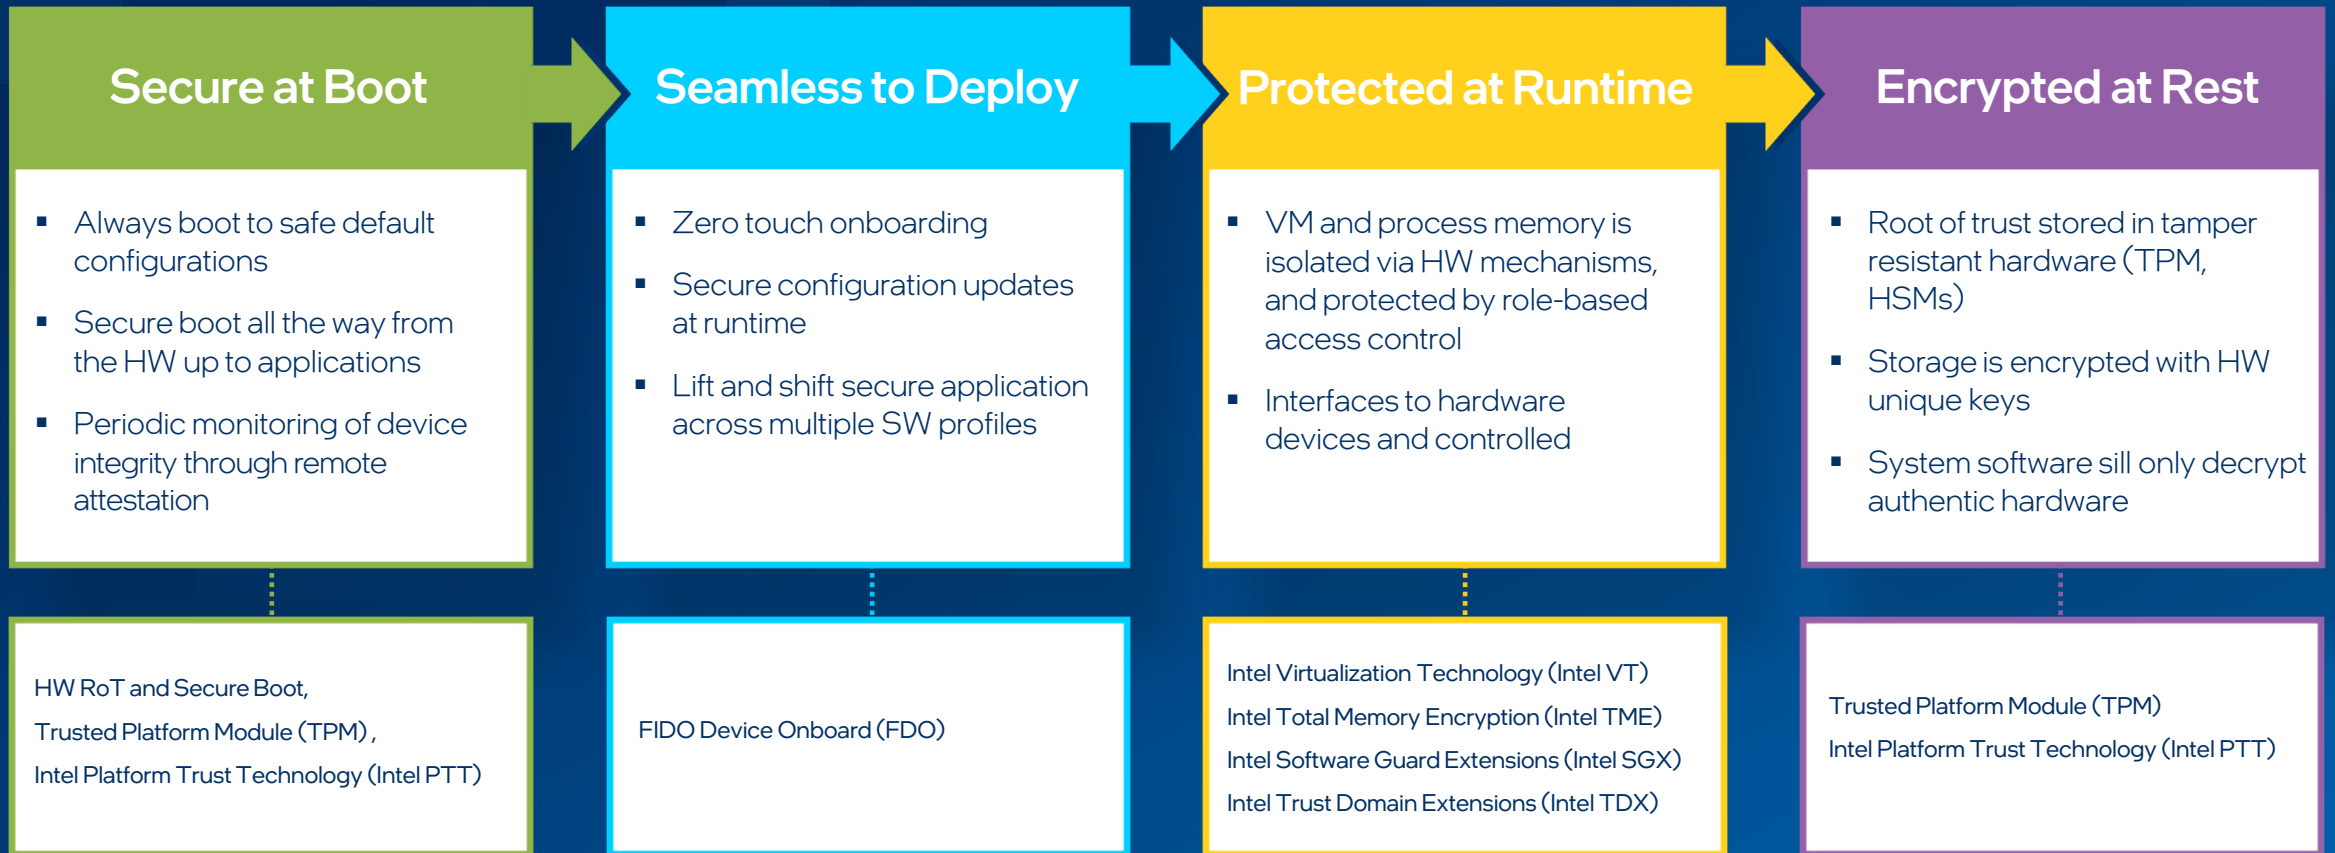 Secure at Boot
Always boot to safe default
configurations
Secure boot all the way from
the HW up to applications
Periodic monitoring of device
integrity through remote
attestation
HW RoT and Secure Boot,
Trusted Platform Module (TPM) ,
Intel Platform Trust Technology (Intel PTT)
Seamless to Deploy
Zero touch onboarding
Secure configuration updates
at runtime
Lift and shift secure application
across multiple SW profiles
FIDO Device Onboard (FDO)
Protected at Runtime
VM and process memory is
isolated via HW mechanisms,
and protected by role-based
access control
Interfaces to hardware
devices and controlled
Intel Virtualization Technology (Intel VT)
Intel Total Memory Encryption (Intel TME)
Intel Software Guard Extensions (Intel SGX)
Intel Trust Domain Extensions (Intel TDX)
Encrypted at Rest
Root of trust stored in tamper
resistant hardware (TPM,
HSMs)
Storage is encrypted with HW
unique keys
System software sill only decrypt
authentic hardware
Trusted Platform Module (TPM)
Intel Platform Trust Technology (Intel PTT)